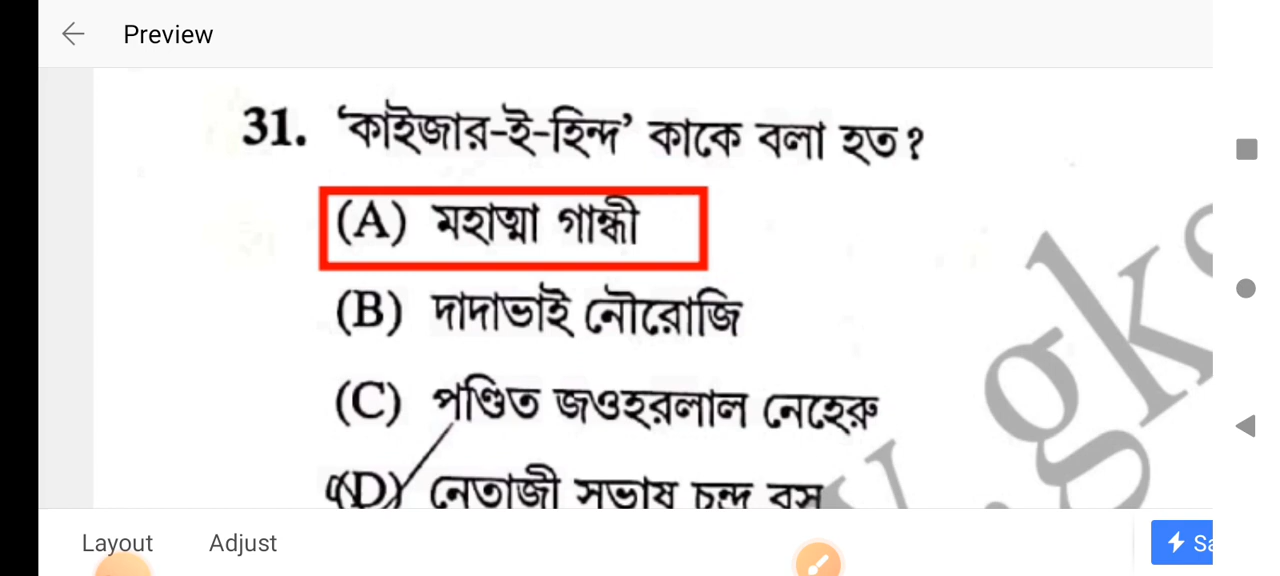 Preview
31. ‘কাইজার-ই-হিন্দ’ কাকে বলা হত?
(A) মহাত্মা গান্ধী
(B) দাদাভাই নৌরোজি
(C) পণ্ডিত জওহরলাল নেহেরু
(D) নেতাজী সুভাষ চন্দ্র বসু
Layout Adjust